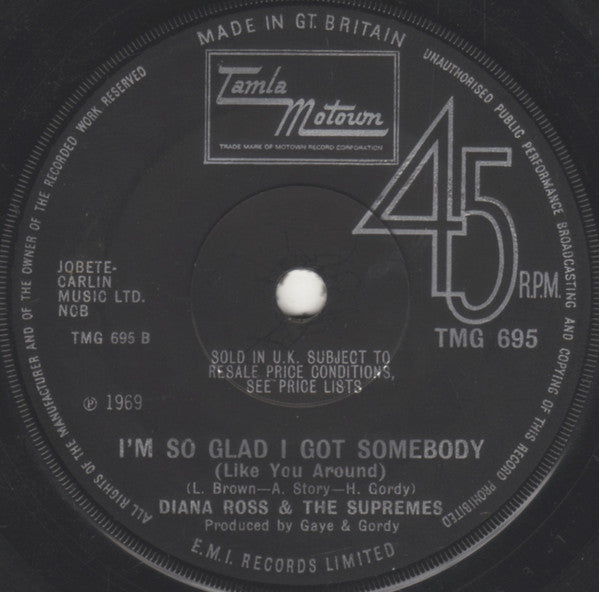 MADE IN GT. BRITAIN
Tamla
Motown
TRADE MARK OF MOTOWN RECORD CORPORATION
45
R.P.M.
TMG 695
JOBETE-
CARLIN
MUSIC LTD.
NCB
TMG 695 B
SOLD IN U.K. SUBJECT TO
RESALE PRICE CONDITIONS,
SEE PRICE LISTS
℗ 1969
I'M SO GLAD I GOT SOMEBODY
(Like You Around)
(L. Brown—A. Story—H. Gordy)
DIANA ROSS & THE SUPREMES
Produced by Gaye & Gordy
E.M.I. RECORDS LIMITED
ALL RIGHTS OF THE MANUFACTURER AND OF THE OWNER OF THE RECORDED WORK RESERVED
UNAUTHORISED PUBLIC PERFORMANCE BROADCASTING AND COPYING OF THIS RECORD PROHIBITED